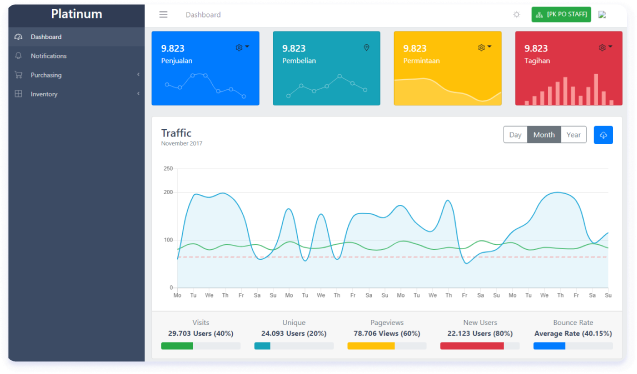 Platinum
Dashboard
[PK PO STAFF]
Dashboard
Notifications
Purchasing
Inventory
9.823
Penjualan
9.823
Pembelian
9.823
Permintaan
9.823
Tagihan
Traffic
November 2017
Day Month Year
250
200
100
0
Mo Tu We Th Fr Sa Su Mo Tu We Th Fr Sa Su Mo Tu We Th Fr Sa Su Mo Tu We Th Fr Sa Su
Visits
29.703 Users (40%)
Unique
24.093 Users (20%)
Pageviews
78.706 Views (60%)
New Users
22.123 Users (80%)
Bounce Rate
Average Rate (40.15%)